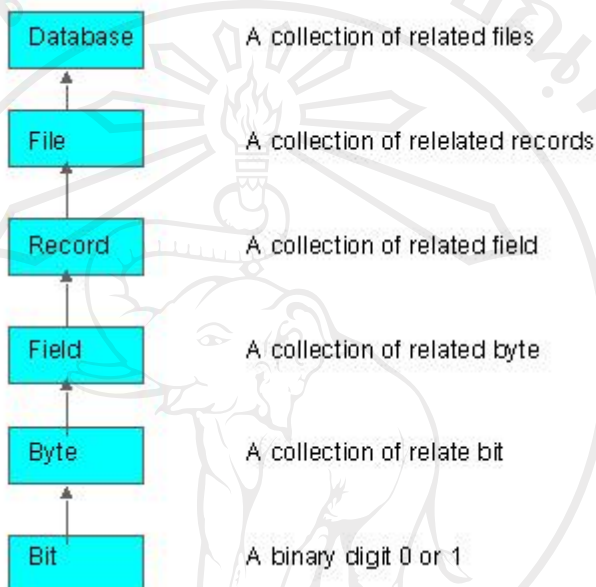 Database A collection of related files
File A collection of relelated records
Record A collection of related field
Field A collection of related byte
Byte A collection of relate bit
Bit A binary digit 0 or 1